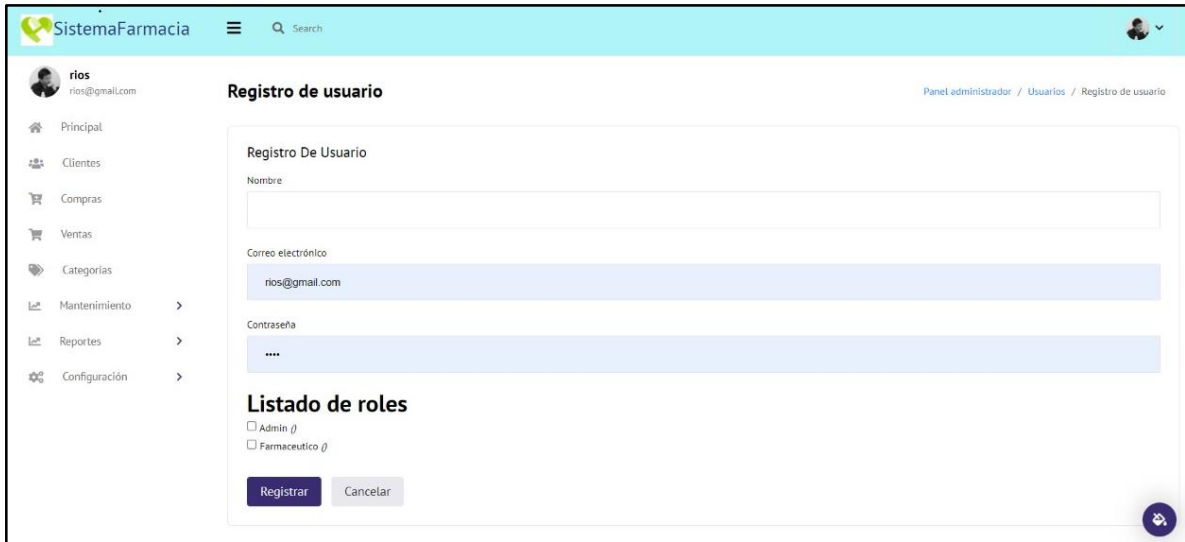 SistemaFarmacia
Search
rios
rios@gmail.com
Principal
Clientes
Compras
Ventas
Categorías
Mantenimiento
Reportes
Configuración
Registro de usuario
Panel administrador / Usuarios / Registro de usuario
Registro De Usuario
Nombre
Correo electrónico
rios@gmail.com
Contraseña
••••
Listado de roles
Admin ()
Farmaceutico ()
Registrar Cancelar